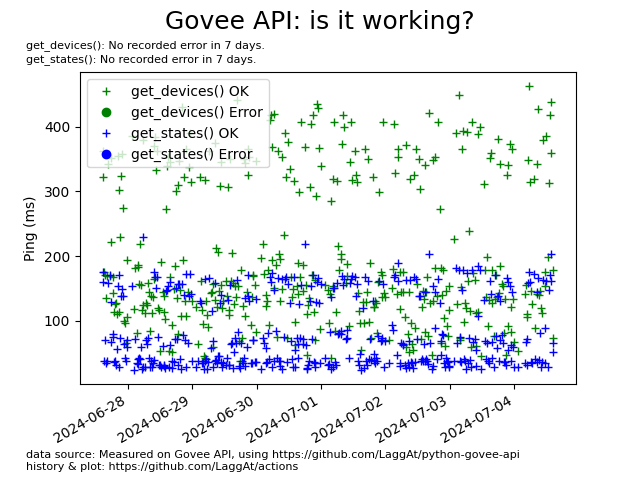 Govee API: is it working?
get_devices(): No recorded error in 7 days.
get_states(): No recorded error in 7 days.
get_devices() OK
get_devices() Error
get_states() OK
get_states() Error
400
300
200
100
Ping (ms)
2024-06-28
2024-06-29
2024-06-30
2024-07-01
2024-07-02
2024-07-03
2024-07-04
data source: Measured on Govee API, using https://github.com/LaggAt/python-govee-api
history & plot: https://github.com/LaggAt/actions